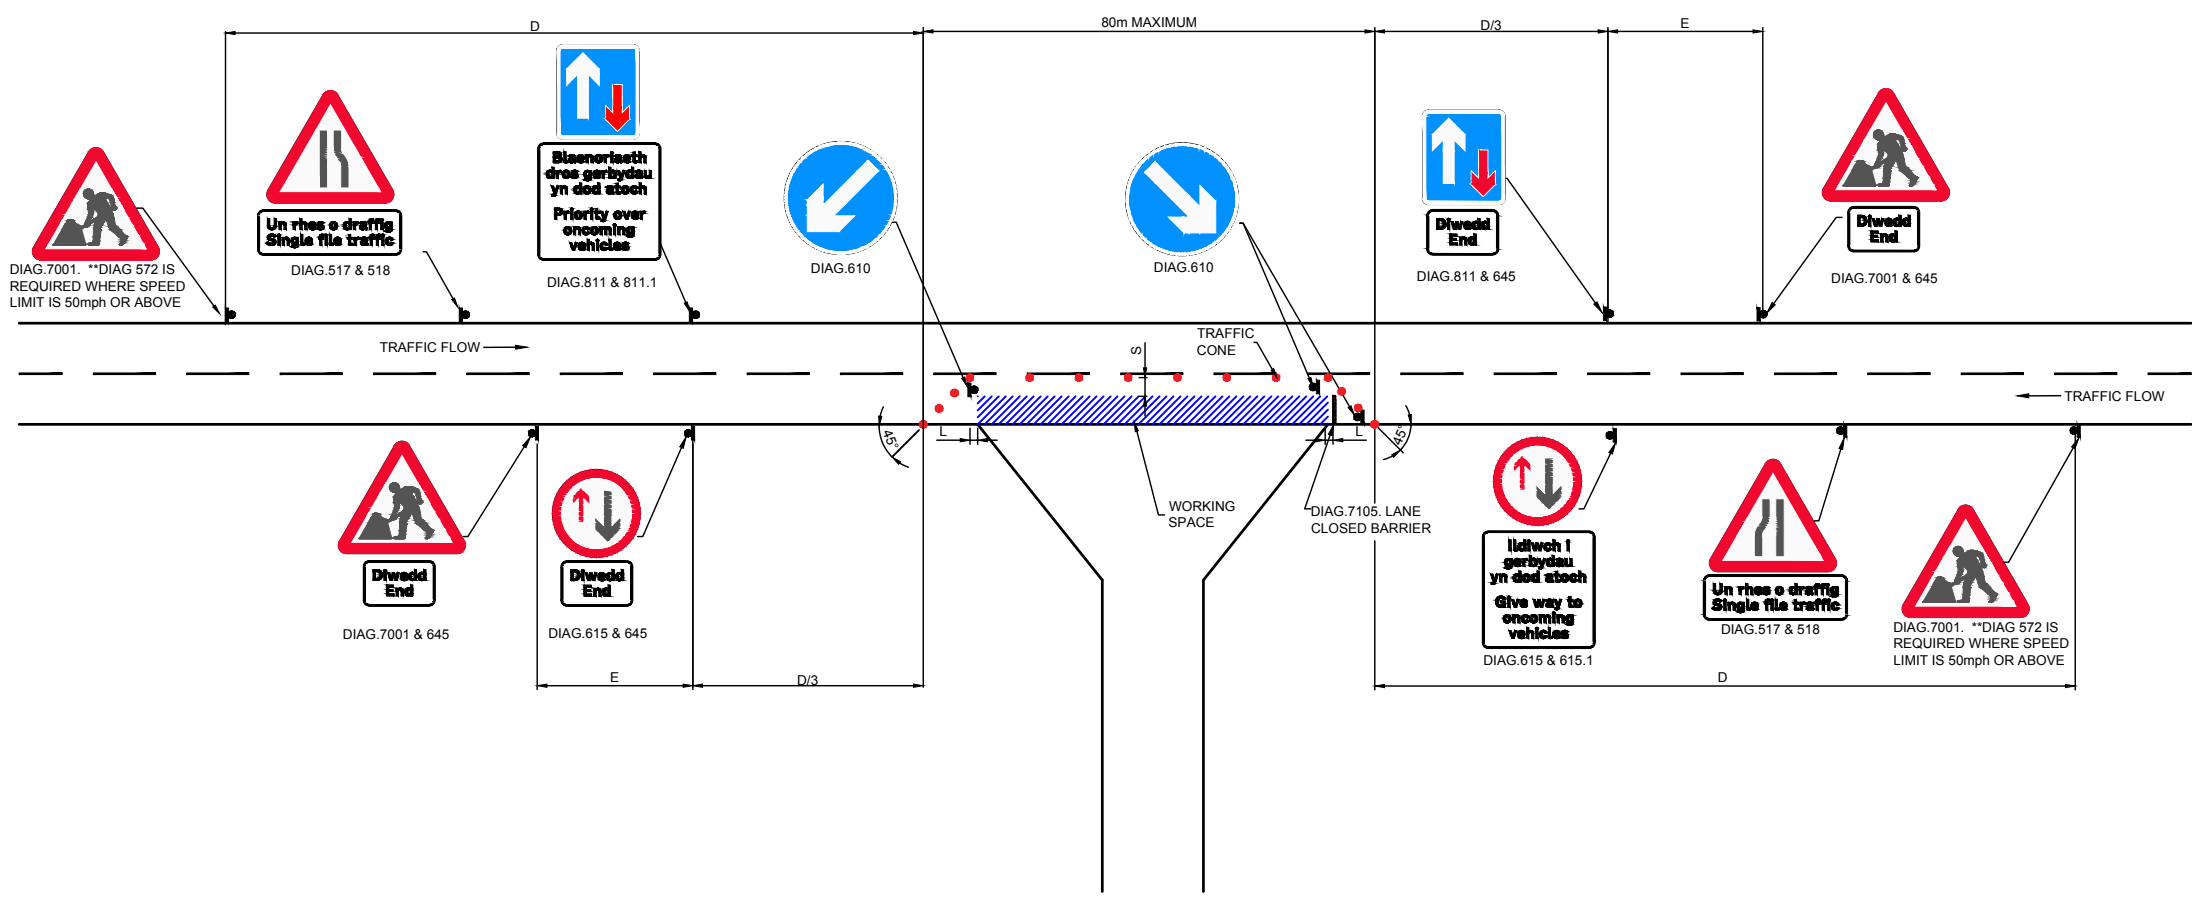 D
80m MAXIMUM
D/3
E
Blaenoriaeth
dros gerbydau
yn dod atoch
Priority over
oncoming
vehicles
DIAG.811 & 811.1
Un rhes o draffig
Single file traffic
DIAG.517 & 518
DIAG.7001. **DIAG 572 IS
REQUIRED WHERE SPEED
LIMIT IS 50mph OR ABOVE
DIAG.610
DIAG.610
Diwedd
End
DIAG.811 & 645
Diwedd
End
DIAG.7001 & 645
TRAFFIC FLOW
S
TRAFFIC
CONE
TRAFFIC FLOW
45°
L
L
45°
WORKING
SPACE
DIAG.7105. LANE
CLOSED BARRIER
Diwedd
End
DIAG.7001 & 645
Diwedd
End
DIAG.615 & 645
Ildiwch i
gerbydau
yn dod atoch
Give way to
oncoming
vehicles
DIAG.615 & 615.1
Un rhes o draffig
Single file traffic
DIAG.517 & 518
DIAG.7001. **DIAG 572 IS
REQUIRED WHERE SPEED
LIMIT IS 50mph OR ABOVE
E
D/3
D